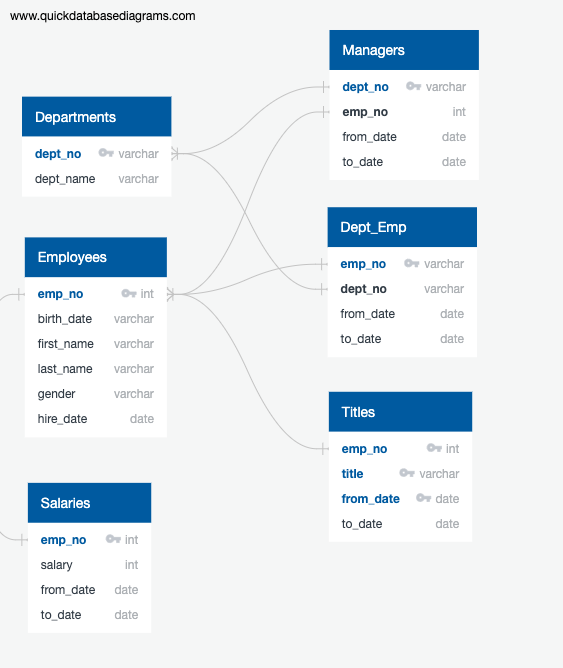 www.quickdatabasediagrams.com
Managers
dept_no varchar
emp_no int
from_date date
to_date date
Departments
dept_no varchar
dept_name varchar
Dept_Emp
emp_no varchar
dept_no varchar
from_date date
to_date date
Employees
emp_no int
birth_date varchar
first_name varchar
last_name varchar
gender varchar
hire_date date
Titles
emp_no int
title varchar
from_date date
to_date date
Salaries
emp_no int
salary int
from_date date
to_date date